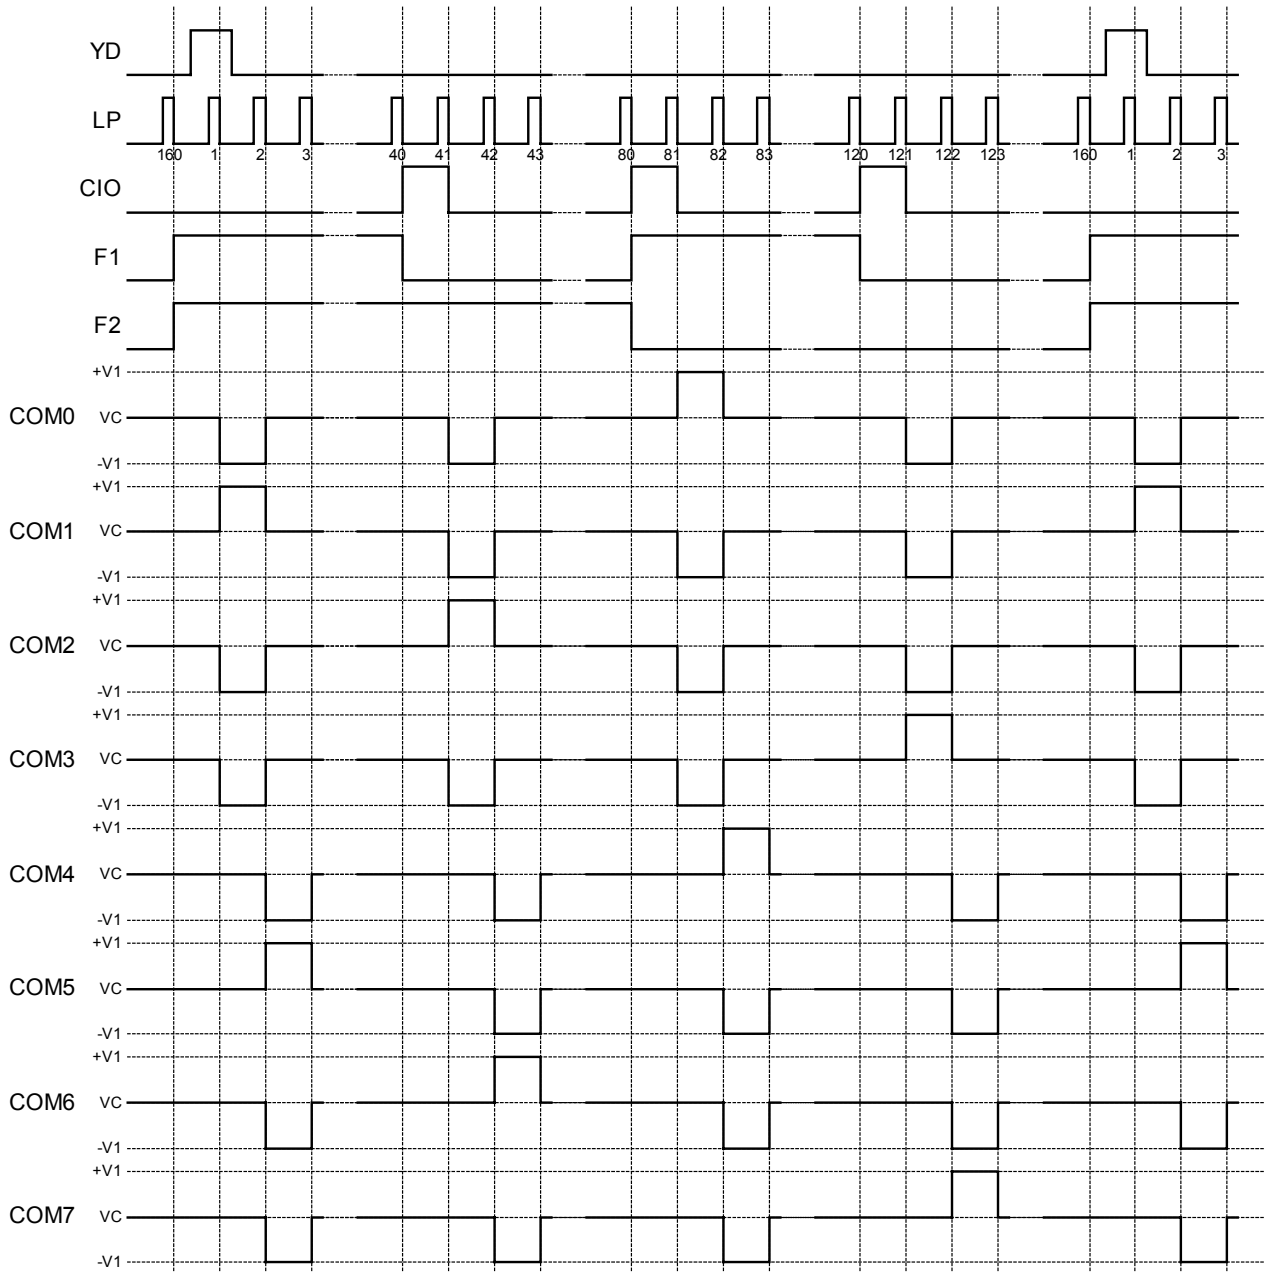 YD
LP
160 1 2 3 40 41 42 43 80 81 82 83 120 121 122 123 160 1 2 3
CIO
F1
F2
+V1
COM0 VC
-V1
+V1
COM1 VC
-V1
+V1
COM2 VC
-V1
+V1
COM3 VC
-V1
+V1
COM4 VC
-V1
+V1
COM5 VC
-V1
+V1
COM6 VC
-V1
+V1
COM7 VC
-V1